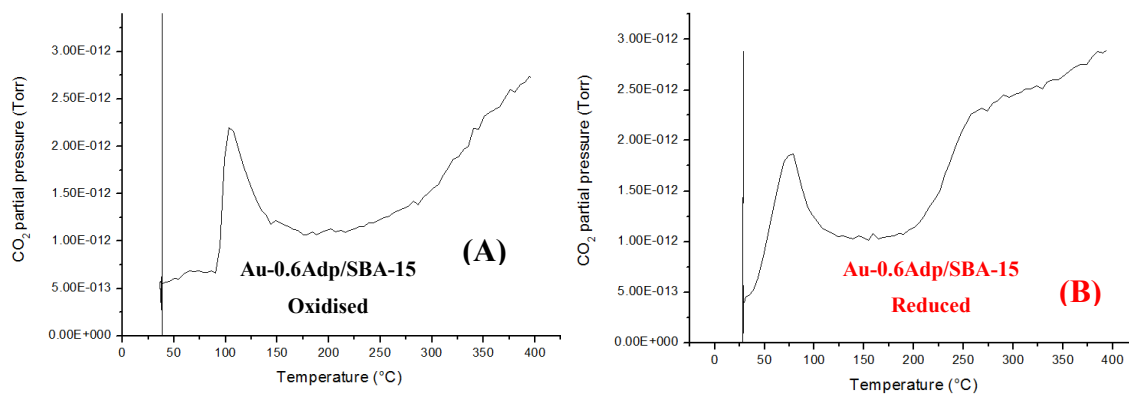 3.00E-012
2.50E-012
2.00E-012
1.50E-012
1.00E-012
5.00E-013
0.00E+000
CO₂ partial pressure (Torr)
0 50 100 150 200 250 300 350 400
Temperature (°C)
Au-0.6Adp/SBA-15
Oxidised
(A)
3.00E-012
2.50E-012
2.00E-012
1.50E-012
1.00E-012
5.00E-013
0.00E+000
CO₂ partial pressure (Torr)
0 50 100 150 200 250 300 350 400
Temperature (°C)
Au-0.6Adp/SBA-15
Reduced
(B)